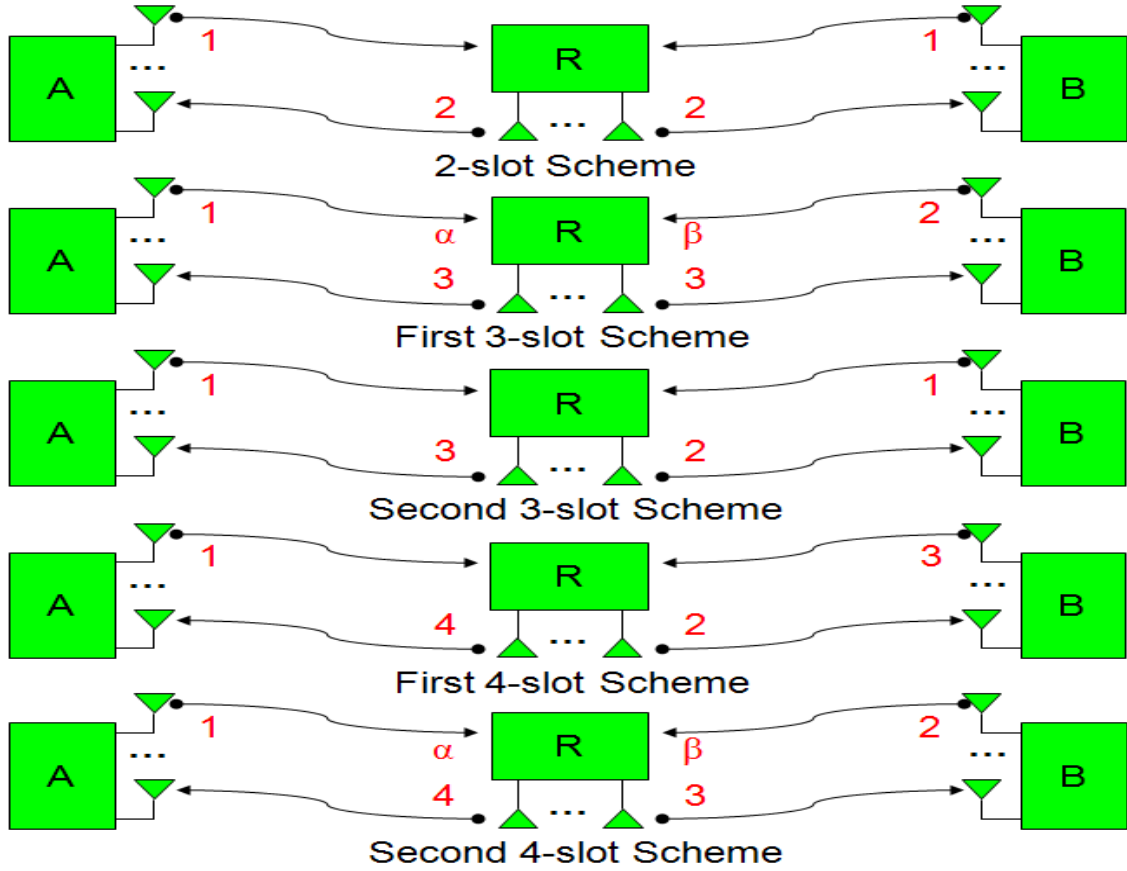 1 1
A ... R ... B
2 ... 2
2-slot Scheme
1 2
A ... α R β ... B
3 ... 3
First 3-slot Scheme
1 1
A ... R ... B
3 ... 2
Second 3-slot Scheme
1 3
A ... R ... B
4 ... 2
First 4-slot Scheme
1 2
A ... α R β ... B
4 ... 3
Second 4-slot Scheme